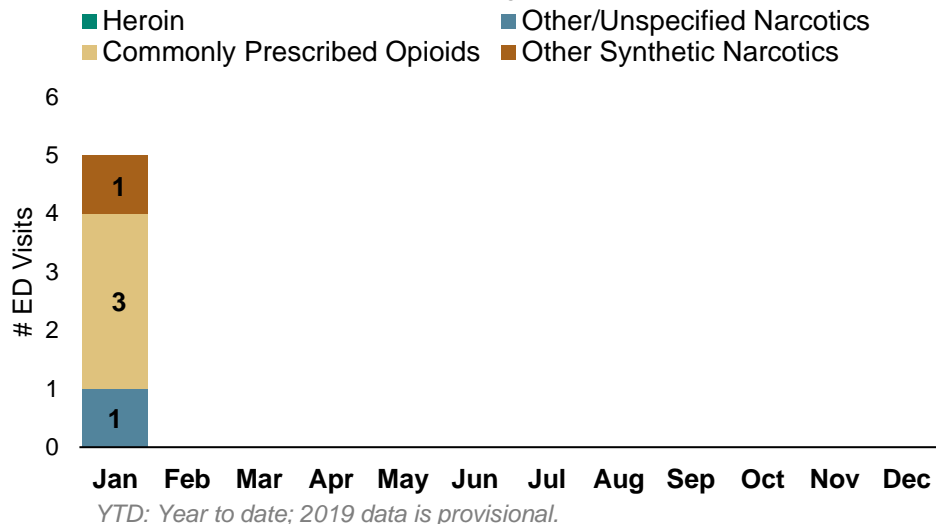 Heroin Other/Unspecified Narcotics
Commonly Prescribed Opioids Other Synthetic Narcotics
6
5
4
3
2
1
0
# ED Visits
1
3
1
Jan Feb Mar Apr May Jun Jul Aug Sep Oct Nov Dec
YTD: Year to date; 2019 data is provisional.